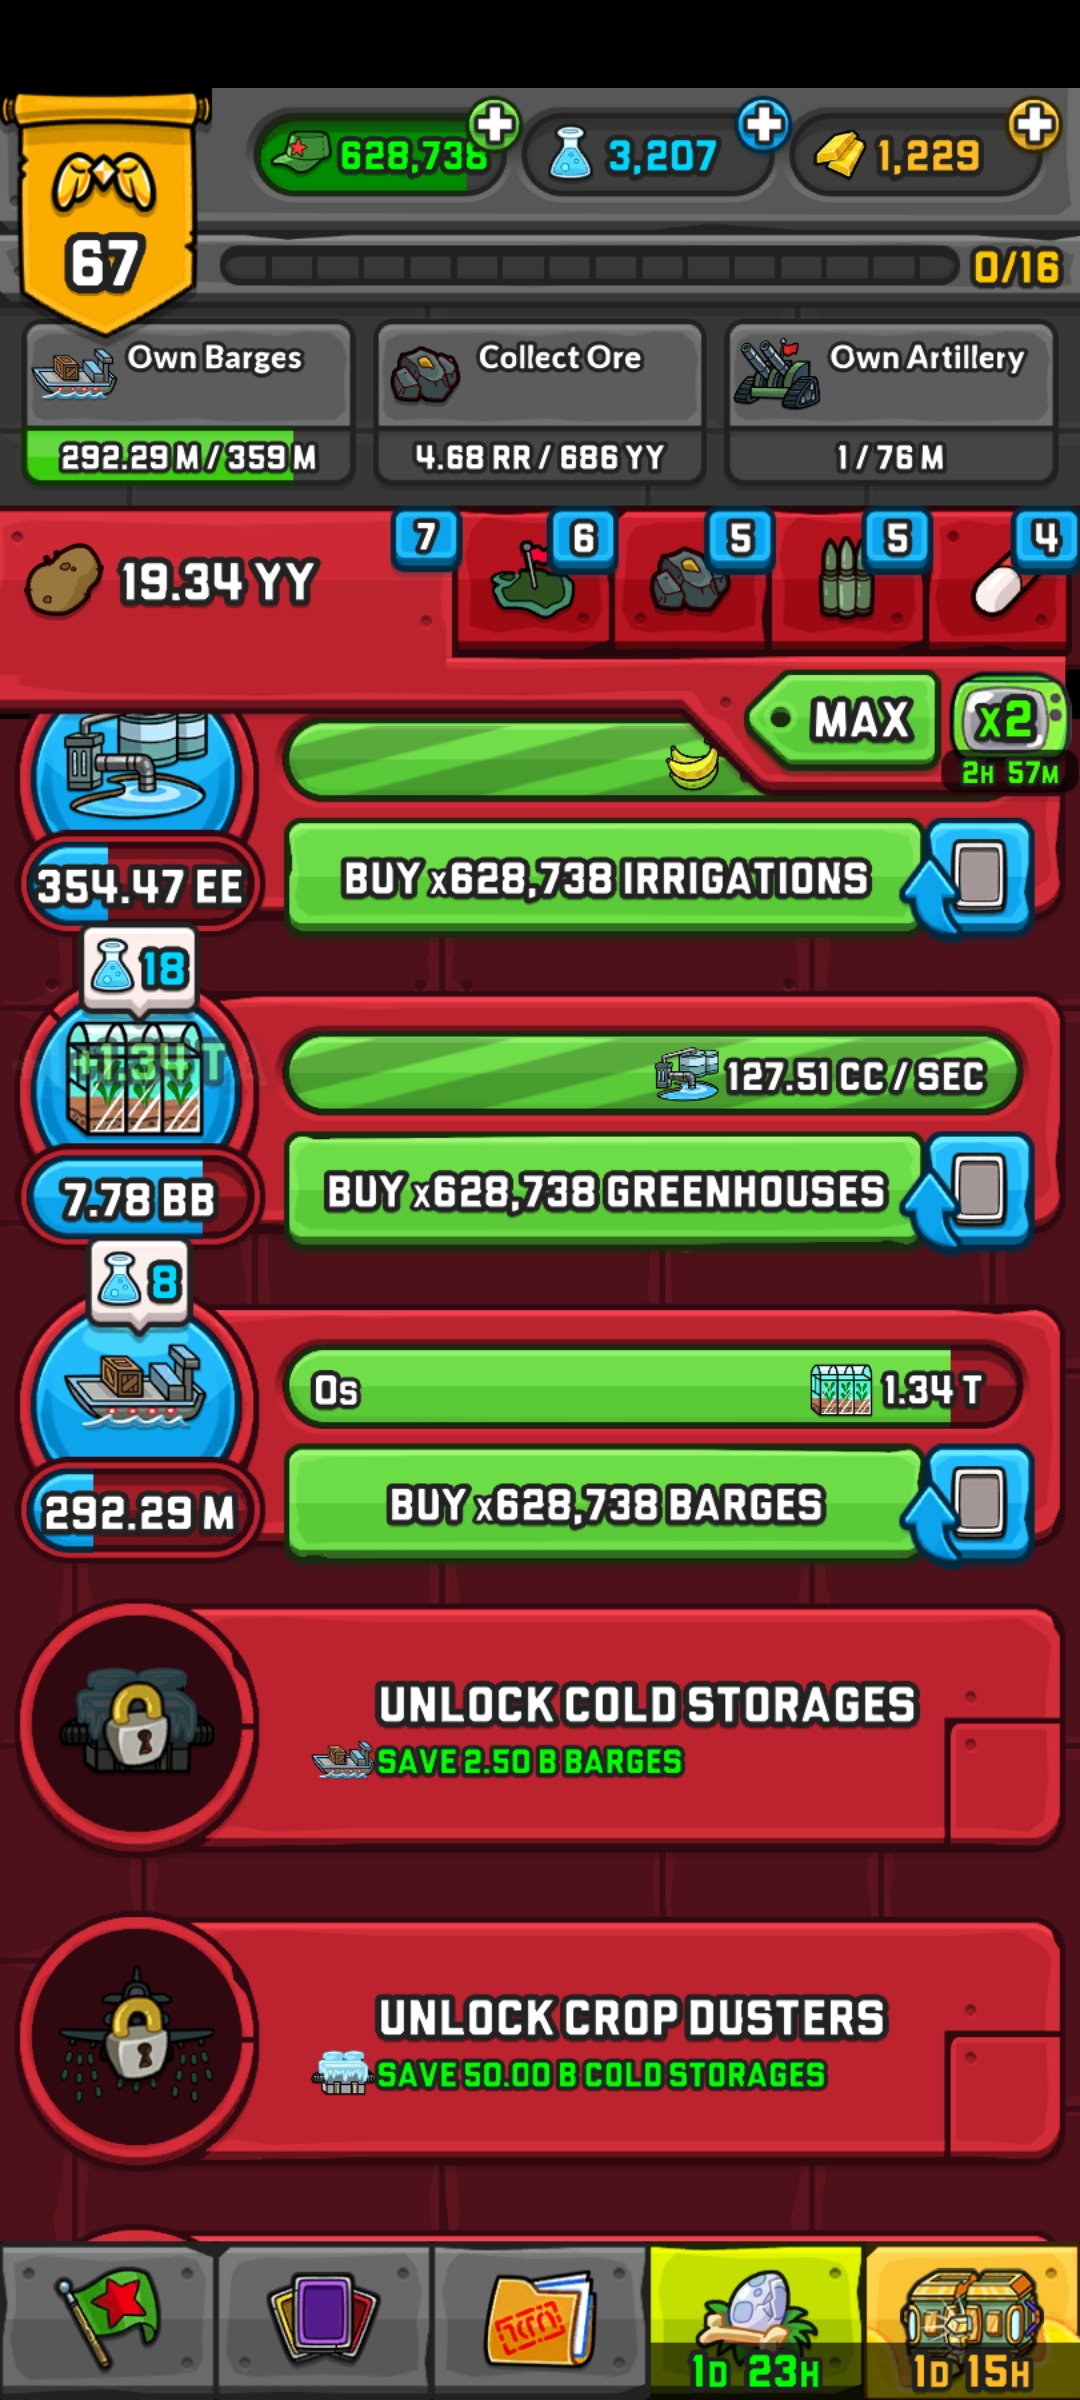 628,738
3,207
1,229
67
0/16
Own Barges
Collect Ore
Own Artillery
292.29 M / 359 M
4.68 RR / 686 YY
1 / 76 M
19.34 YY
7
6
5
5
4
MAX
x2
2H 57M
354.47 EE
BUY x628,738 IRRIGATIONS
18
+1.34 T
127.51 CC / SEC
7.78 BB
BUY x628,738 GREENHOUSES
8
0s
1.34 T
292.29 M
BUY x628,738 BARGES
UNLOCK COLD STORAGES
SAVE 2.50 B BARGES
UNLOCK CROP DUSTERS
SAVE 50.00 B COLD STORAGES
1D 23H
1D 15H